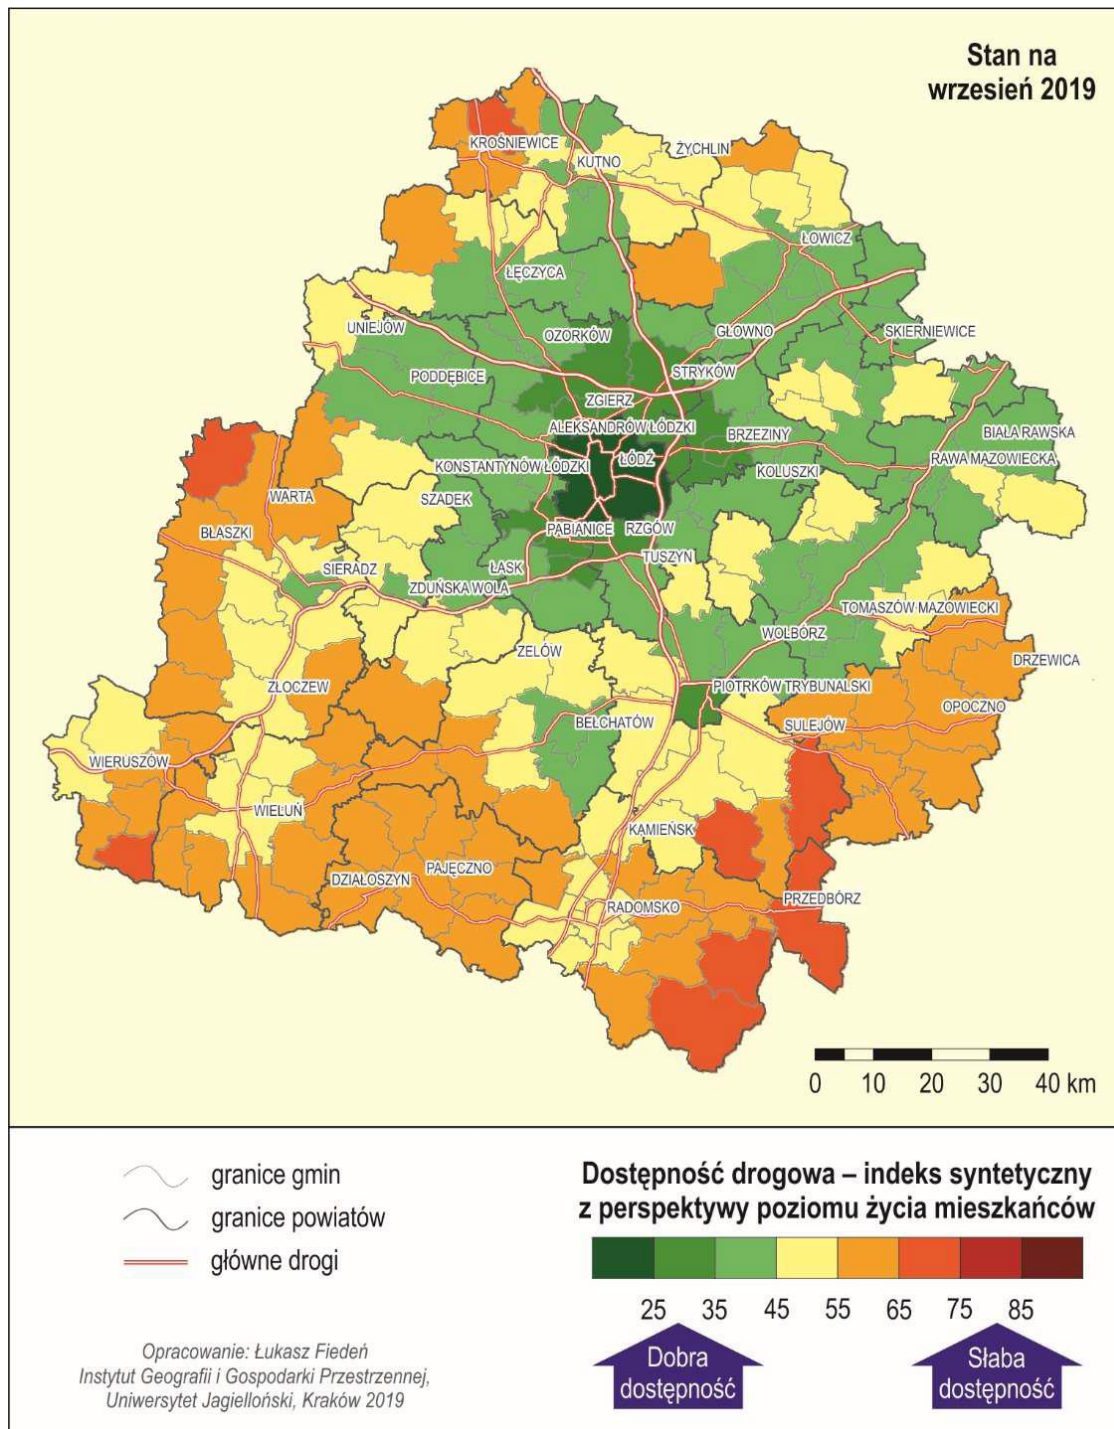 Stan na
wrzesień 2019
KROŚNIEWICE
KUTNO
ŻYCHLIN
ŁOWICZ
ŁĘCZYCA
UNIEJÓW
OZORKÓW
GŁOWNO
SKIERNIEWICE
PODDĘBICE
STRYKÓW
ZGIERZ
ALEKSANDRÓW ŁÓDZKI
BRZEZINY
BIAŁA RAWSKA
KONSTANTYNÓW ŁÓDZKI
ŁÓDŹ
KOLUSZKI
RAWA MAZOWIECKA
WARTA
SZADEK
BŁASZKI
PABIANICE
RZGÓW
SIERADZ
ŁASK
TUSZYN
ZDUŃSKA WOLA
TOMASZÓW MAZOWIECKI
WOLBÓRZ
ZELÓW
DRZEWICA
ZŁOCZEW
PIOTRKÓW TRYBUNALSKI
OPOCZNO
BEŁCHATÓW
SULEJÓW
WIERUSZÓW
WIELUŃ
KAMIEŃSK
PAJĘCZNO
DZIAŁOSZYN
PRZEDBÓRZ
RADOMSKO
0 10 20 30 40 km
granice gmin
granice powiatów
główne drogi
Opracowanie: Łukasz Fiedeń
Instytut Geografii i Gospodarki Przestrzennej,
Uniwersytet Jagielloński, Kraków 2019
Dostępność drogowa – indeks syntetyczny
z perspektywy poziomu życia mieszkańców
25 35 45 55 65 75 85
Dobra
dostępność
Słaba
dostępność